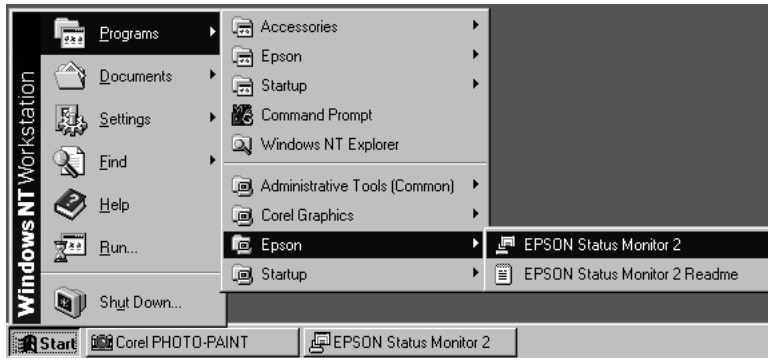 Windows NT Workstation
Programs
Documents
Settings
Find
Help
Run...
Shut Down...
Accessories
Epson
Startup
Command Prompt
Windows NT Explorer
Administrative Tools (Common)
Corel Graphics
Epson
Startup
EPSON Status Monitor 2
EPSON Status Monitor 2 Readme
Start
Corel PHOTO-PAINT
EPSON Status Monitor 2